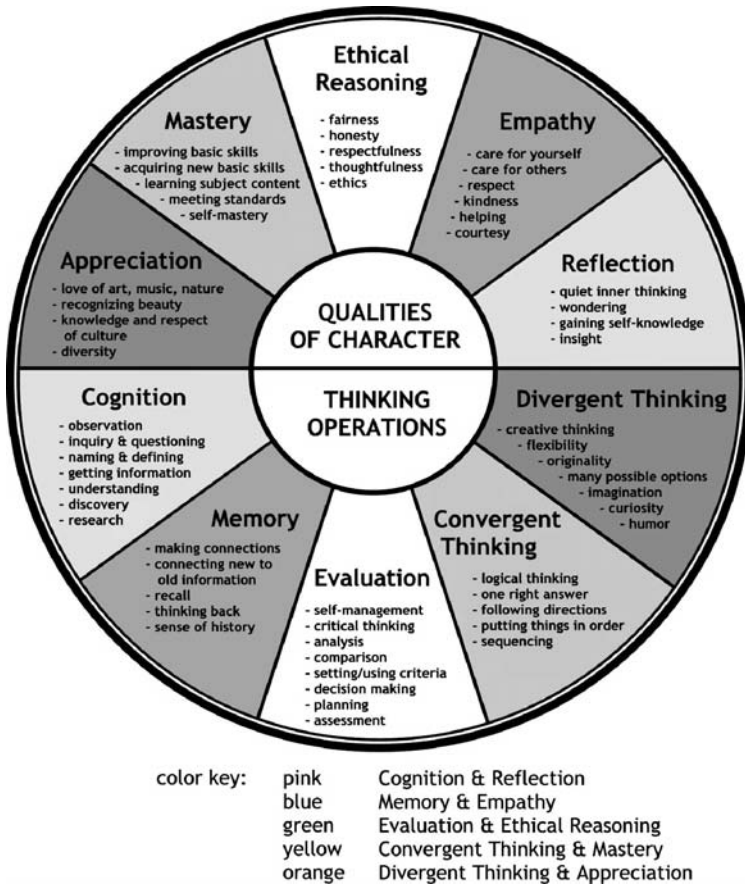 Ethical
Reasoning
- fairness
- honesty
- respectfulness
- thoughtfulness
- ethics
Empathy
- care for yourself
- care for others
- respect
- kindness
- helping
- courtesy
Reflection
- quiet inner thinking
- wondering
- gaining self-knowledge
- insight
Divergent Thinking
- creative thinking
- flexibility
- originality
- many possible options
- imagination
- curiosity
- humor
Convergent
Thinking
- logical thinking
- one right answer
- following directions
- putting things in order
- sequencing
Evaluation
- self-management
- critical thinking
- analysis
- comparison
- setting/using criteria
- decision making
- planning
- assessment
Memory
- making connections
- connecting new to
old information
- recall
- thinking back
- sense of history
Cognition
- observation
- inquiry & questioning
- naming & defining
- getting information
- understanding
- discovery
- research
Appreciation
- love of art, music, nature
- recognizing beauty
- knowledge and respect
of culture
- diversity
Mastery
- improving basic skills
- acquiring new basic skills
- learning subject content
- meeting standards
- self-mastery
QUALITIES
OF CHARACTER
THINKING
OPERATIONS
color key: pink Cognition & Reflection
blue Memory & Empathy
green Evaluation & Ethical Reasoning
yellow Convergent Thinking & Mastery
orange Divergent Thinking & Appreciation